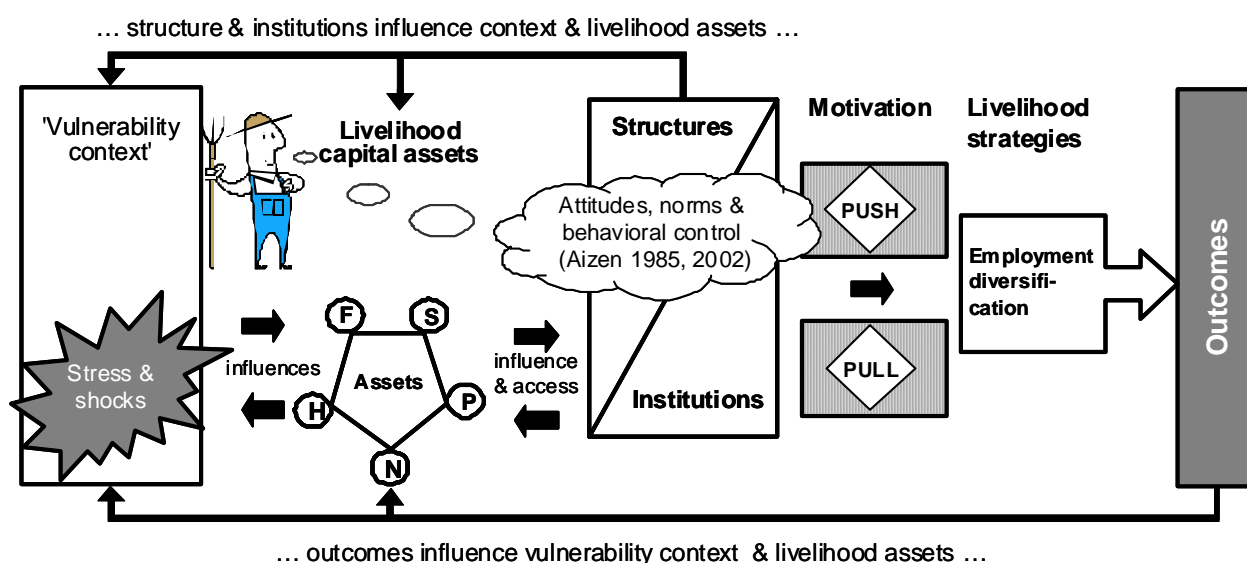 ... structure & institutions influence context & livelihood assets ...
'Vulnerability
context'
Livelihood
capital assets
Structures
Motivation
Livelihood
strategies
Attitudes, norms &
behavioral control
(Aizen 1985, 2002)
PUSH
Employment
diversifi-
cation
Outcomes
Stress &
shocks
influences
F
S
Assets
H
P
N
influence
& access
Institutions
PULL
... outcomes influence vulnerability context & livelihood assets ...